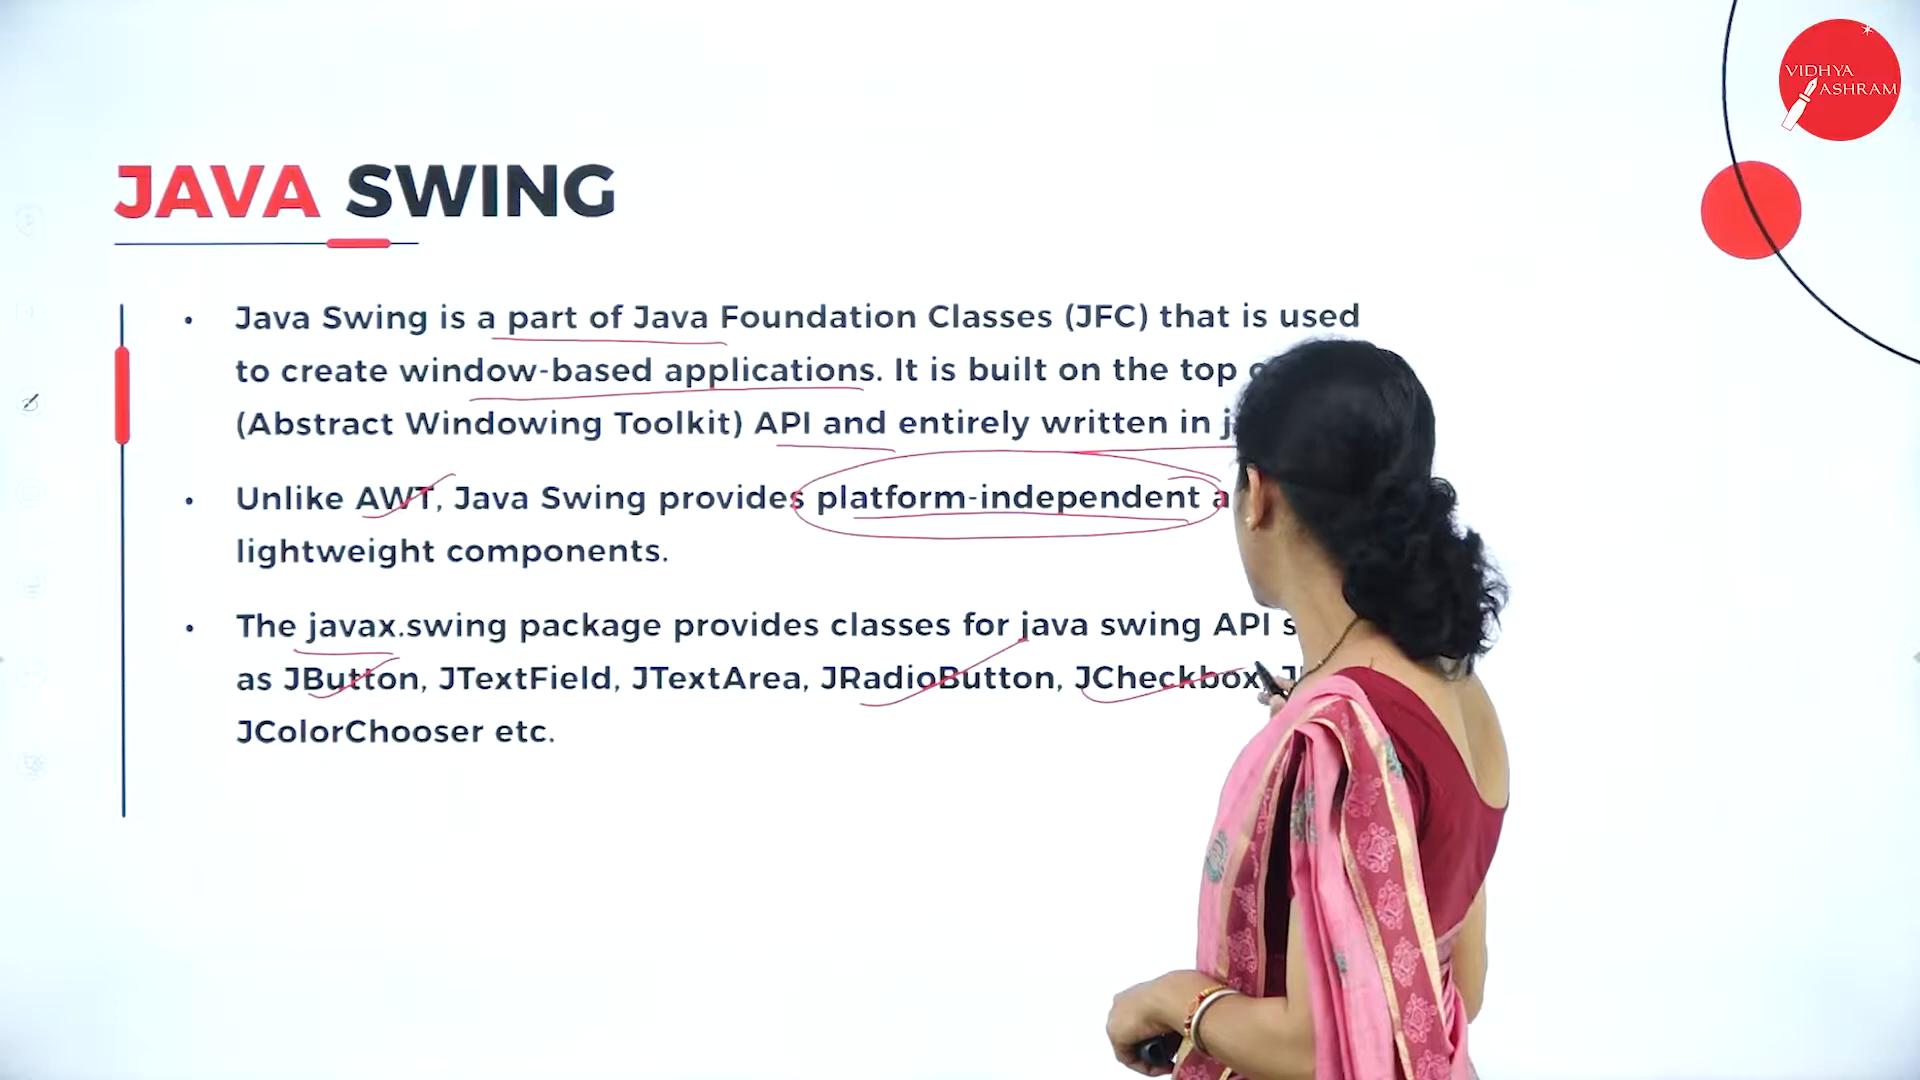 VIDHYA
ASHRAM
JAVA SWING
• Java Swing is a part of Java Foundation Classes (JFC) that is used
to create window-based applications. It is built on the top
(Abstract Windowing Toolkit) API and entirely written in
• Unlike AWT, Java Swing provides platform-independent
lightweight components.
• The javax.swing package provides classes for java swing API
as JButton, JTextField, JTextArea, JRadioButton, JCheckbox,
JColorChooser etc.